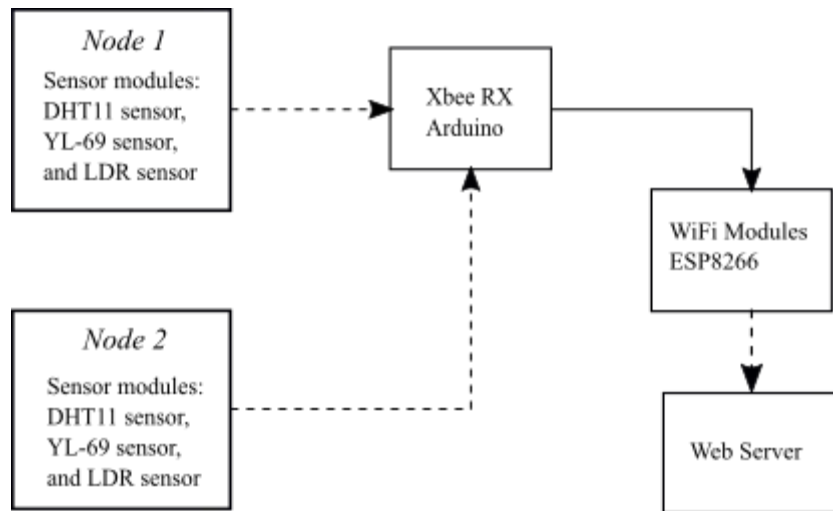 Node 1
Sensor modules:
DHT11 sensor,
YL-69 sensor,
and LDR sensor
Xbee RX
Arduino
WiFi Modules
ESP8266
Node 2
Sensor modules:
DHT11 sensor,
YL-69 sensor,
and LDR sensor
Web Server